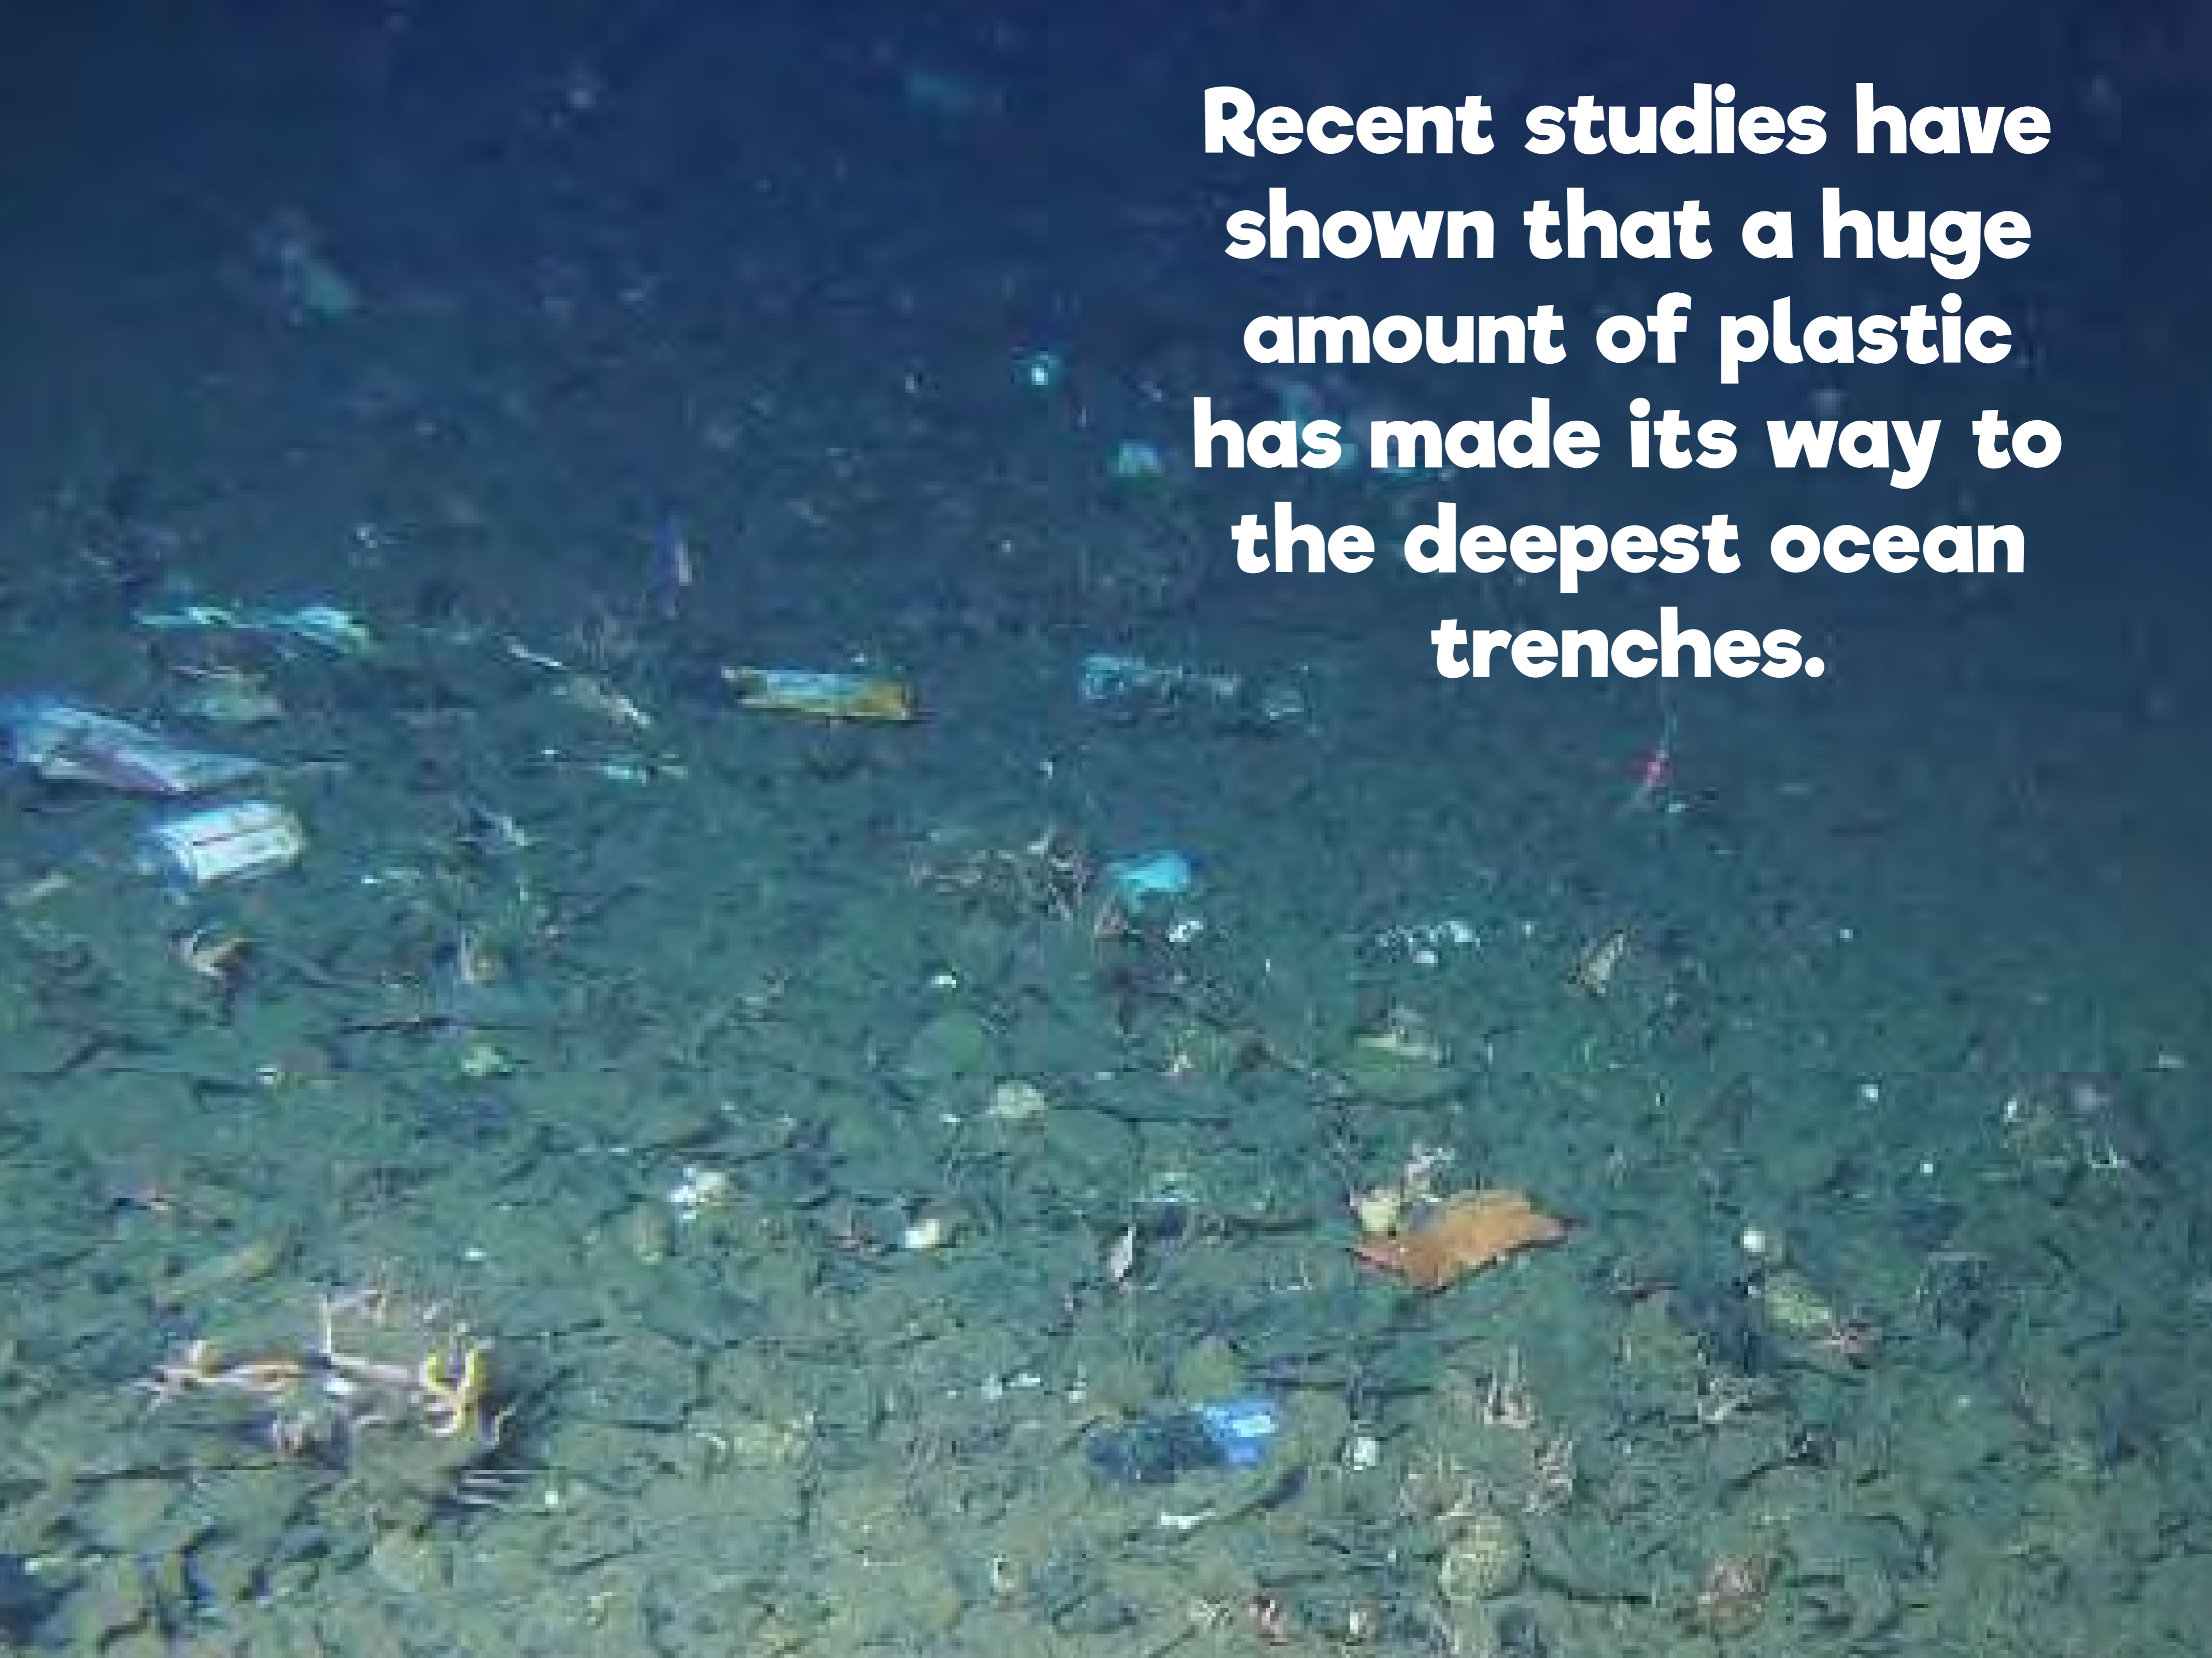 Recent studies have
shown that a huge
amount of plastic
has made its way to
the deepest ocean
trenches.